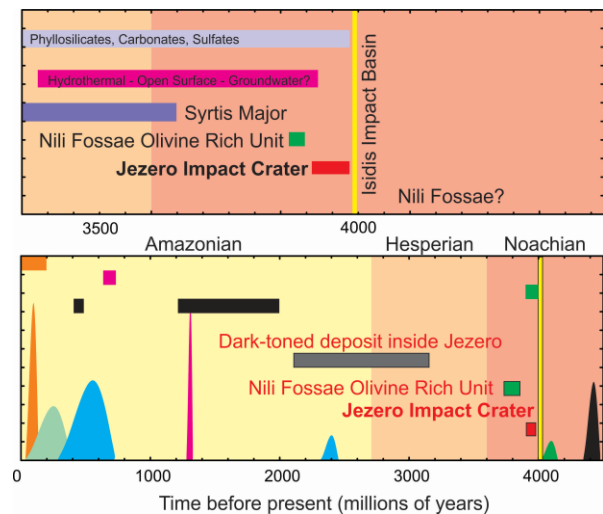 Phyllosilicates, Carbonates, Sulfates
Hydrothermal - Open Surface - Groundwater?
Syrtis Major
Nili Fossae Olivine Rich Unit
Jezero Impact Crater
Isidis Impact Basin
Nili Fossae?
3500 4000
Amazonian Hesperian Noachian
Dark-toned deposit inside Jezero
Nili Fossae Olivine Rich Unit
Jezero Impact Crater
0 1000 2000 3000 4000
Time before present (millions of years)